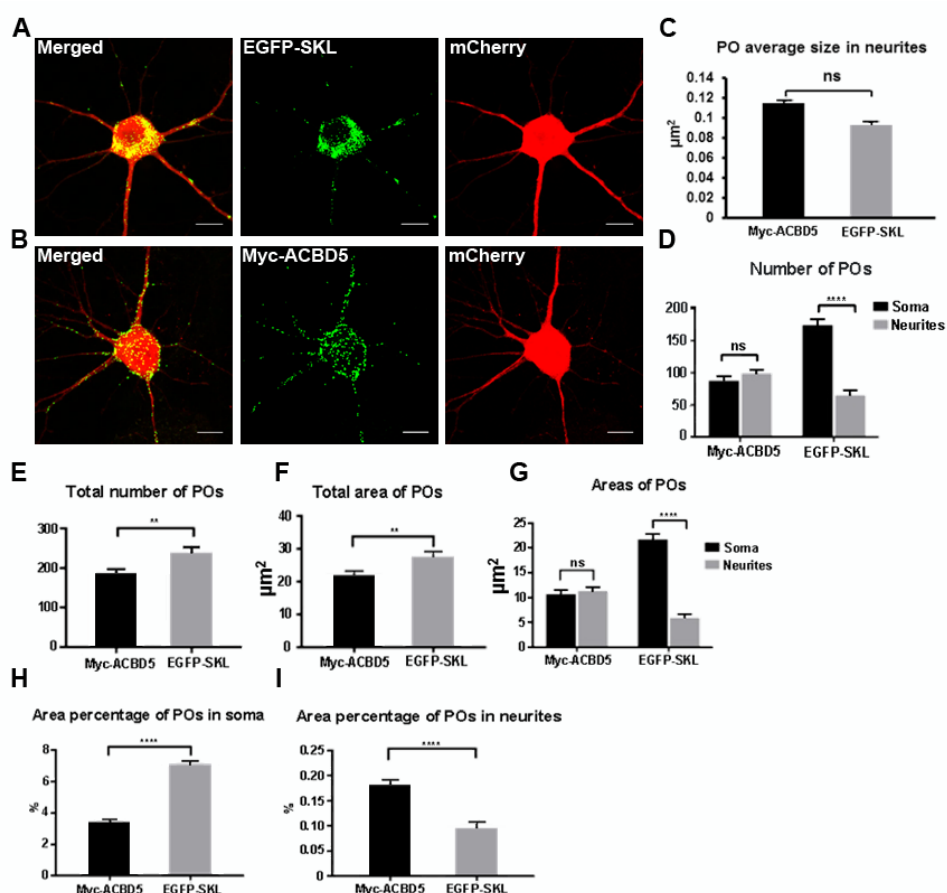 A
Merged
EGFP-SKL
mCherry
B
Merged
Myc-ACBD5
mCherry
C
PO average size in neurites
0.14
0.12
0.1
0.08
0.06
0.04
0.02
0
µm2
ns
Myc-ACBD5
EGFP-SKL
D
Number of POs
200
150
100
50
0
ns
****
Soma
Neurites
Myc-ACBD5
EGFP-SKL
E
Total number of POs
300
200
100
0
**
Myc-ACBD5
EGFP-SKL
F
Total area of POs
40
30
20
10
0
µm2
**
Myc-ACBD5
EGFP-SKL
G
Areas of POs
25
20
15
10
5
0
µm2
ns
****
Soma
Neurites
Myc-ACBD5
EGFP-SKL
H
Area percentage of POs in soma
8
6
4
2
0
%
****
Myc-ACBD5
EGFP-SKL
I
Area percentage of POs in neurites
0.25
0.20
0.15
0.10
0.05
0.00
%
****
Myc-ACBD5
EGFP-SKL